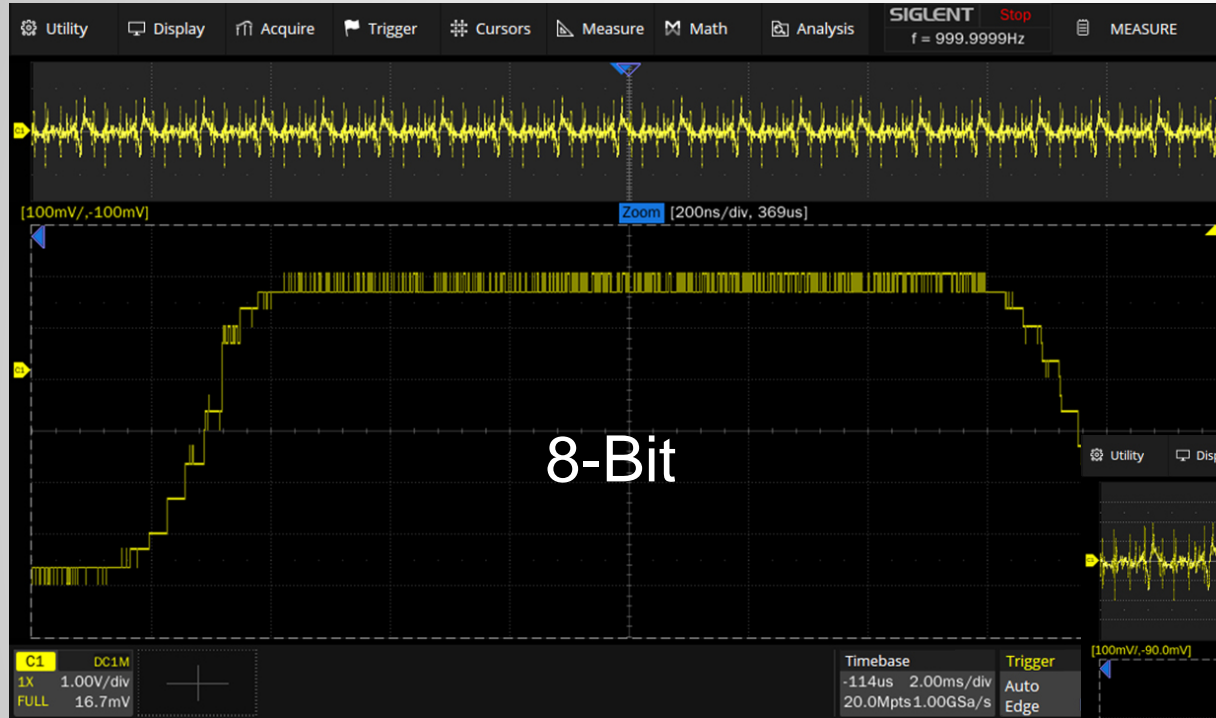 Utility Display Acquire Trigger Cursors Measure Math Analysis SIGLENT Stop MEASURE
f = 999.9999Hz
C1
[100mV/,-100mV] Zoom [200ns/div, 369us]
C1
8-Bit
Utility Disp
[100mV/,-90.0mV]
C1 DC1M Timebase Trigger
1X 1.00V/div -114us 2.00ms/div Auto
FULL 16.7mV 20.0Mpts 1.00GSa/s Edge